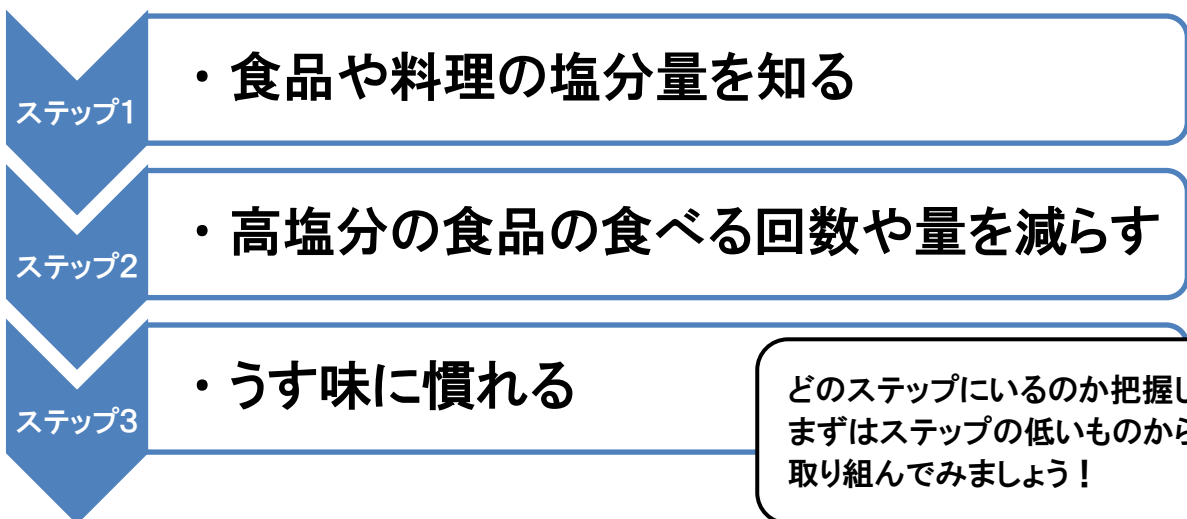 ステップ1
・食品や料理の塩分量を知る
ステップ2
・高塩分の食品の食べる回数や量を減らす
ステップ3
・うす味に慣れる
どのステップにいるのか把握し
まずはステップの低いものから
取り組んでみましょう！